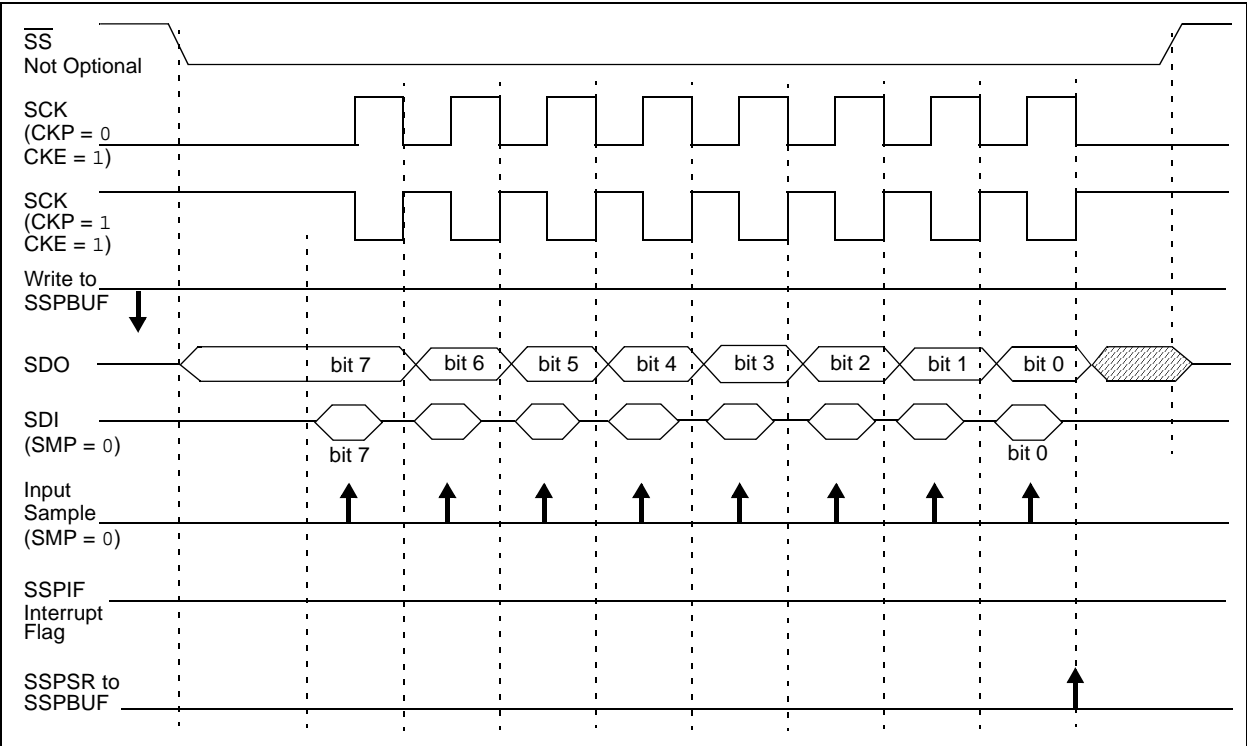 SS
Not Optional
SCK
(CKP = 0
CKE = 1)
SCK
(CKP = 1
CKE = 1)
Write to
SSPBUF
SDO
bit 7
bit 6
bit 5
bit 4
bit 3
bit 2
bit 1
bit 0
SDI
(SMP = 0)
bit 7
bit 0
Input
Sample
(SMP = 0)
SSPIF
Interrupt
Flag
SSPSR to
SSPBUF